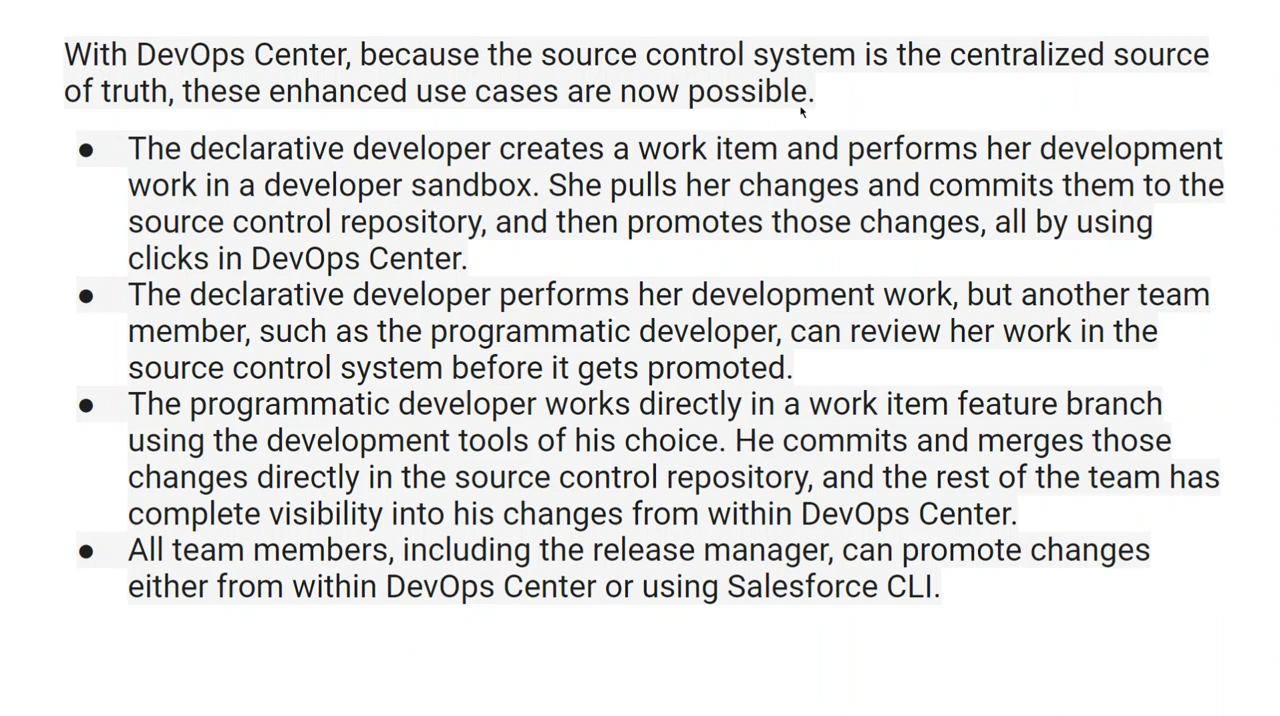 With DevOps Center, because the source control system is the centralized source
of truth, these enhanced use cases are now possible.
● The declarative developer creates a work item and performs her development
work in a developer sandbox. She pulls her changes and commits them to the
source control repository, and then promotes those changes, all by using
clicks in DevOps Center.
● The declarative developer performs her development work, but another team
member, such as the programmatic developer, can review her work in the
source control system before it gets promoted.
● The programmatic developer works directly in a work item feature branch
using the development tools of his choice. He commits and merges those
changes directly in the source control repository, and the rest of the team has
complete visibility into his changes from within DevOps Center.
● All team members, including the release manager, can promote changes
either from within DevOps Center or using Salesforce CLI.